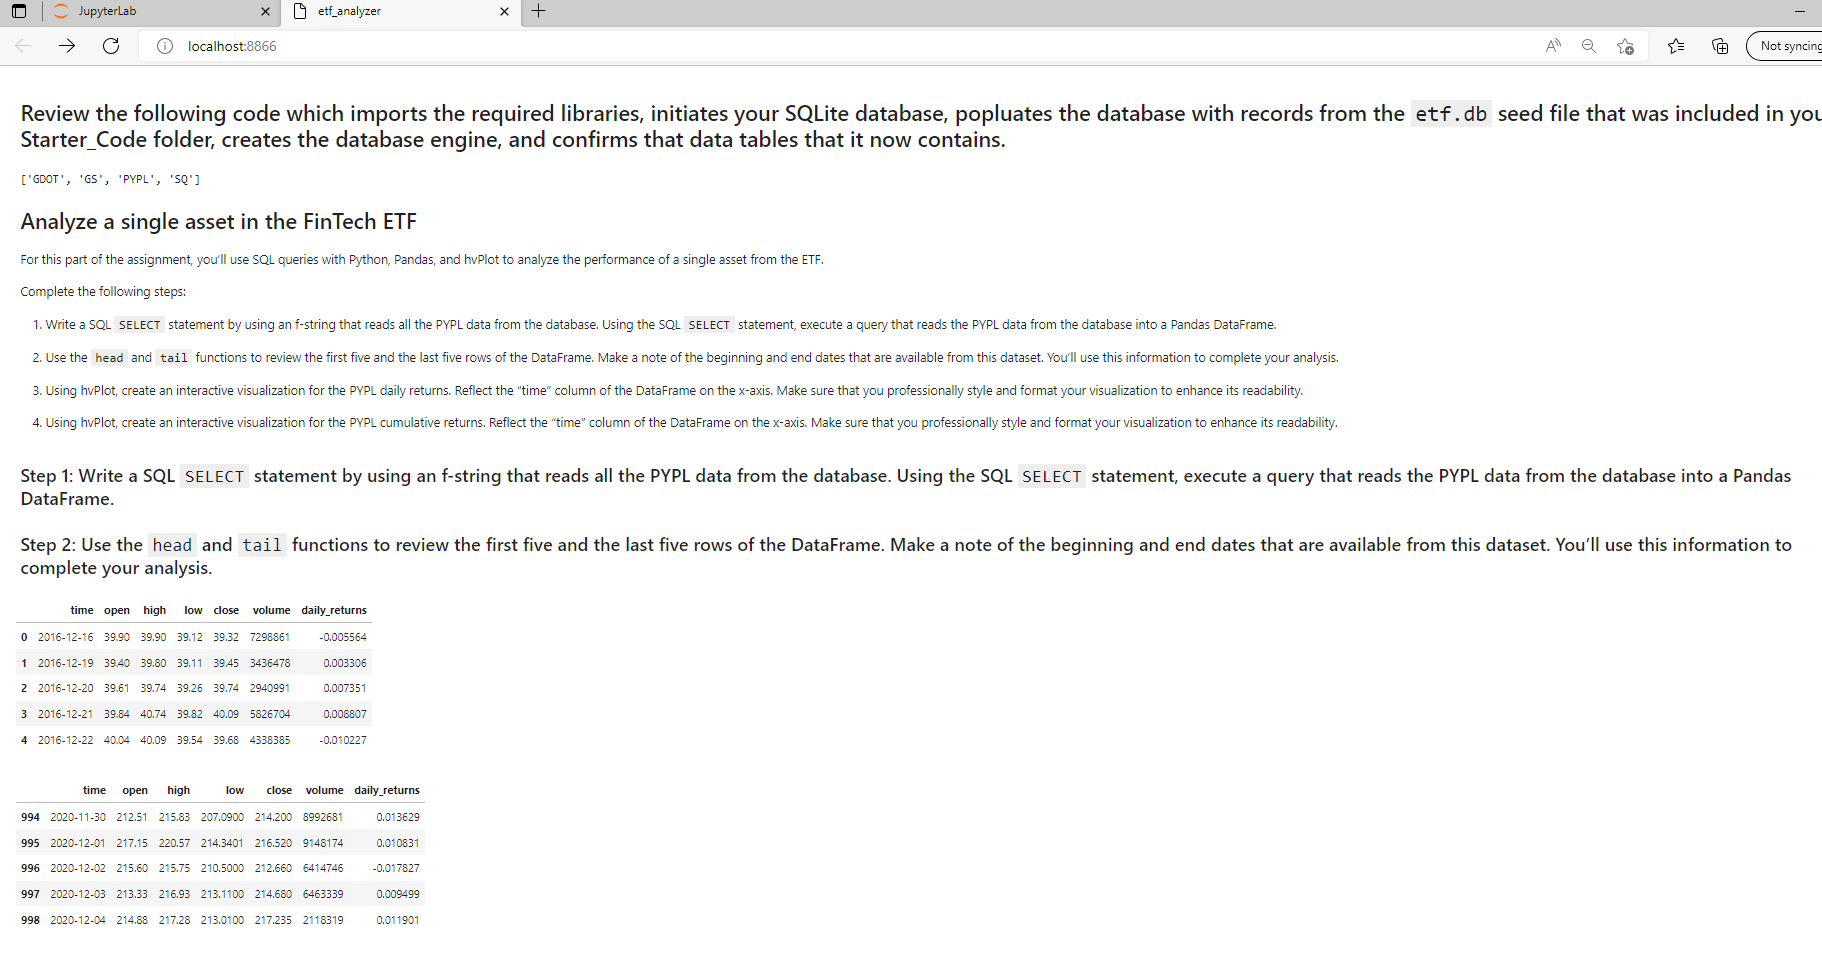 JupyterLab
etf_analyzer
localhost:8866
Not syncing
Review the following code which imports the required libraries, initiates your SQLite database, popluates the database with records from the etf.db seed file that was included in you
Starter_Code folder, creates the database engine, and confirms that data tables that it now contains.
['GDOT', 'GS', 'PYPL', 'SQ']
Analyze a single asset in the FinTech ETF
For this part of the assignment, you’ll use SQL queries with Python, Pandas, and hvPlot to analyze the performance of a single asset from the ETF.
Complete the following steps:
1. Write a SQL SELECT statement by using an f-string that reads all the PYPL data from the database. Using the SQL SELECT statement, execute a query that reads the PYPL data from the database into a Pandas DataFrame.
2. Use the head and tail functions to review the first five and the last five rows of the DataFrame. Make a note of the beginning and end dates that are available from this dataset. You’ll use this information to complete your analysis.
3. Using hvPlot, create an interactive visualization for the PYPL daily returns. Reflect the “time” column of the DataFrame on the x-axis. Make sure that you professionally style and format your visualization to enhance its readability.
4. Using hvPlot, create an interactive visualization for the PYPL cumulative returns. Reflect the “time” column of the DataFrame on the x-axis. Make sure that you professionally style and format your visualization to enhance its readability.
Step 1: Write a SQL SELECT statement by using an f-string that reads all the PYPL data from the database. Using the SQL SELECT statement, execute a query that reads the PYPL data from the database into a Pandas
DataFrame.
Step 2: Use the head and tail functions to review the first five and the last five rows of the DataFrame. Make a note of the beginning and end dates that are available from this dataset. You’ll use this information to
complete your analysis.
time open high low close volume daily_returns
0 2016-12-16 39.90 39.90 39.12 39.32 7298861 -0.005564
1 2016-12-19 39.40 39.80 39.11 39.45 3436478 0.003306
2 2016-12-20 39.61 39.74 39.26 39.74 2940991 0.007351
3 2016-12-21 39.84 40.74 39.82 40.09 5826704 0.008807
4 2016-12-22 40.04 40.09 39.54 39.68 4338385 -0.010227
time open high low close volume daily_returns
994 2020-11-30 212.51 215.83 207.0900 214.200 8992681 0.013629
995 2020-12-01 217.15 220.57 214.3401 216.520 9148174 0.010831
996 2020-12-02 215.60 215.75 210.5000 212.660 6414746 -0.017827
997 2020-12-03 213.33 216.93 213.1100 214.680 6463339 0.009499
998 2020-12-04 214.88 217.28 213.0100 217.235 2118319 0.011901